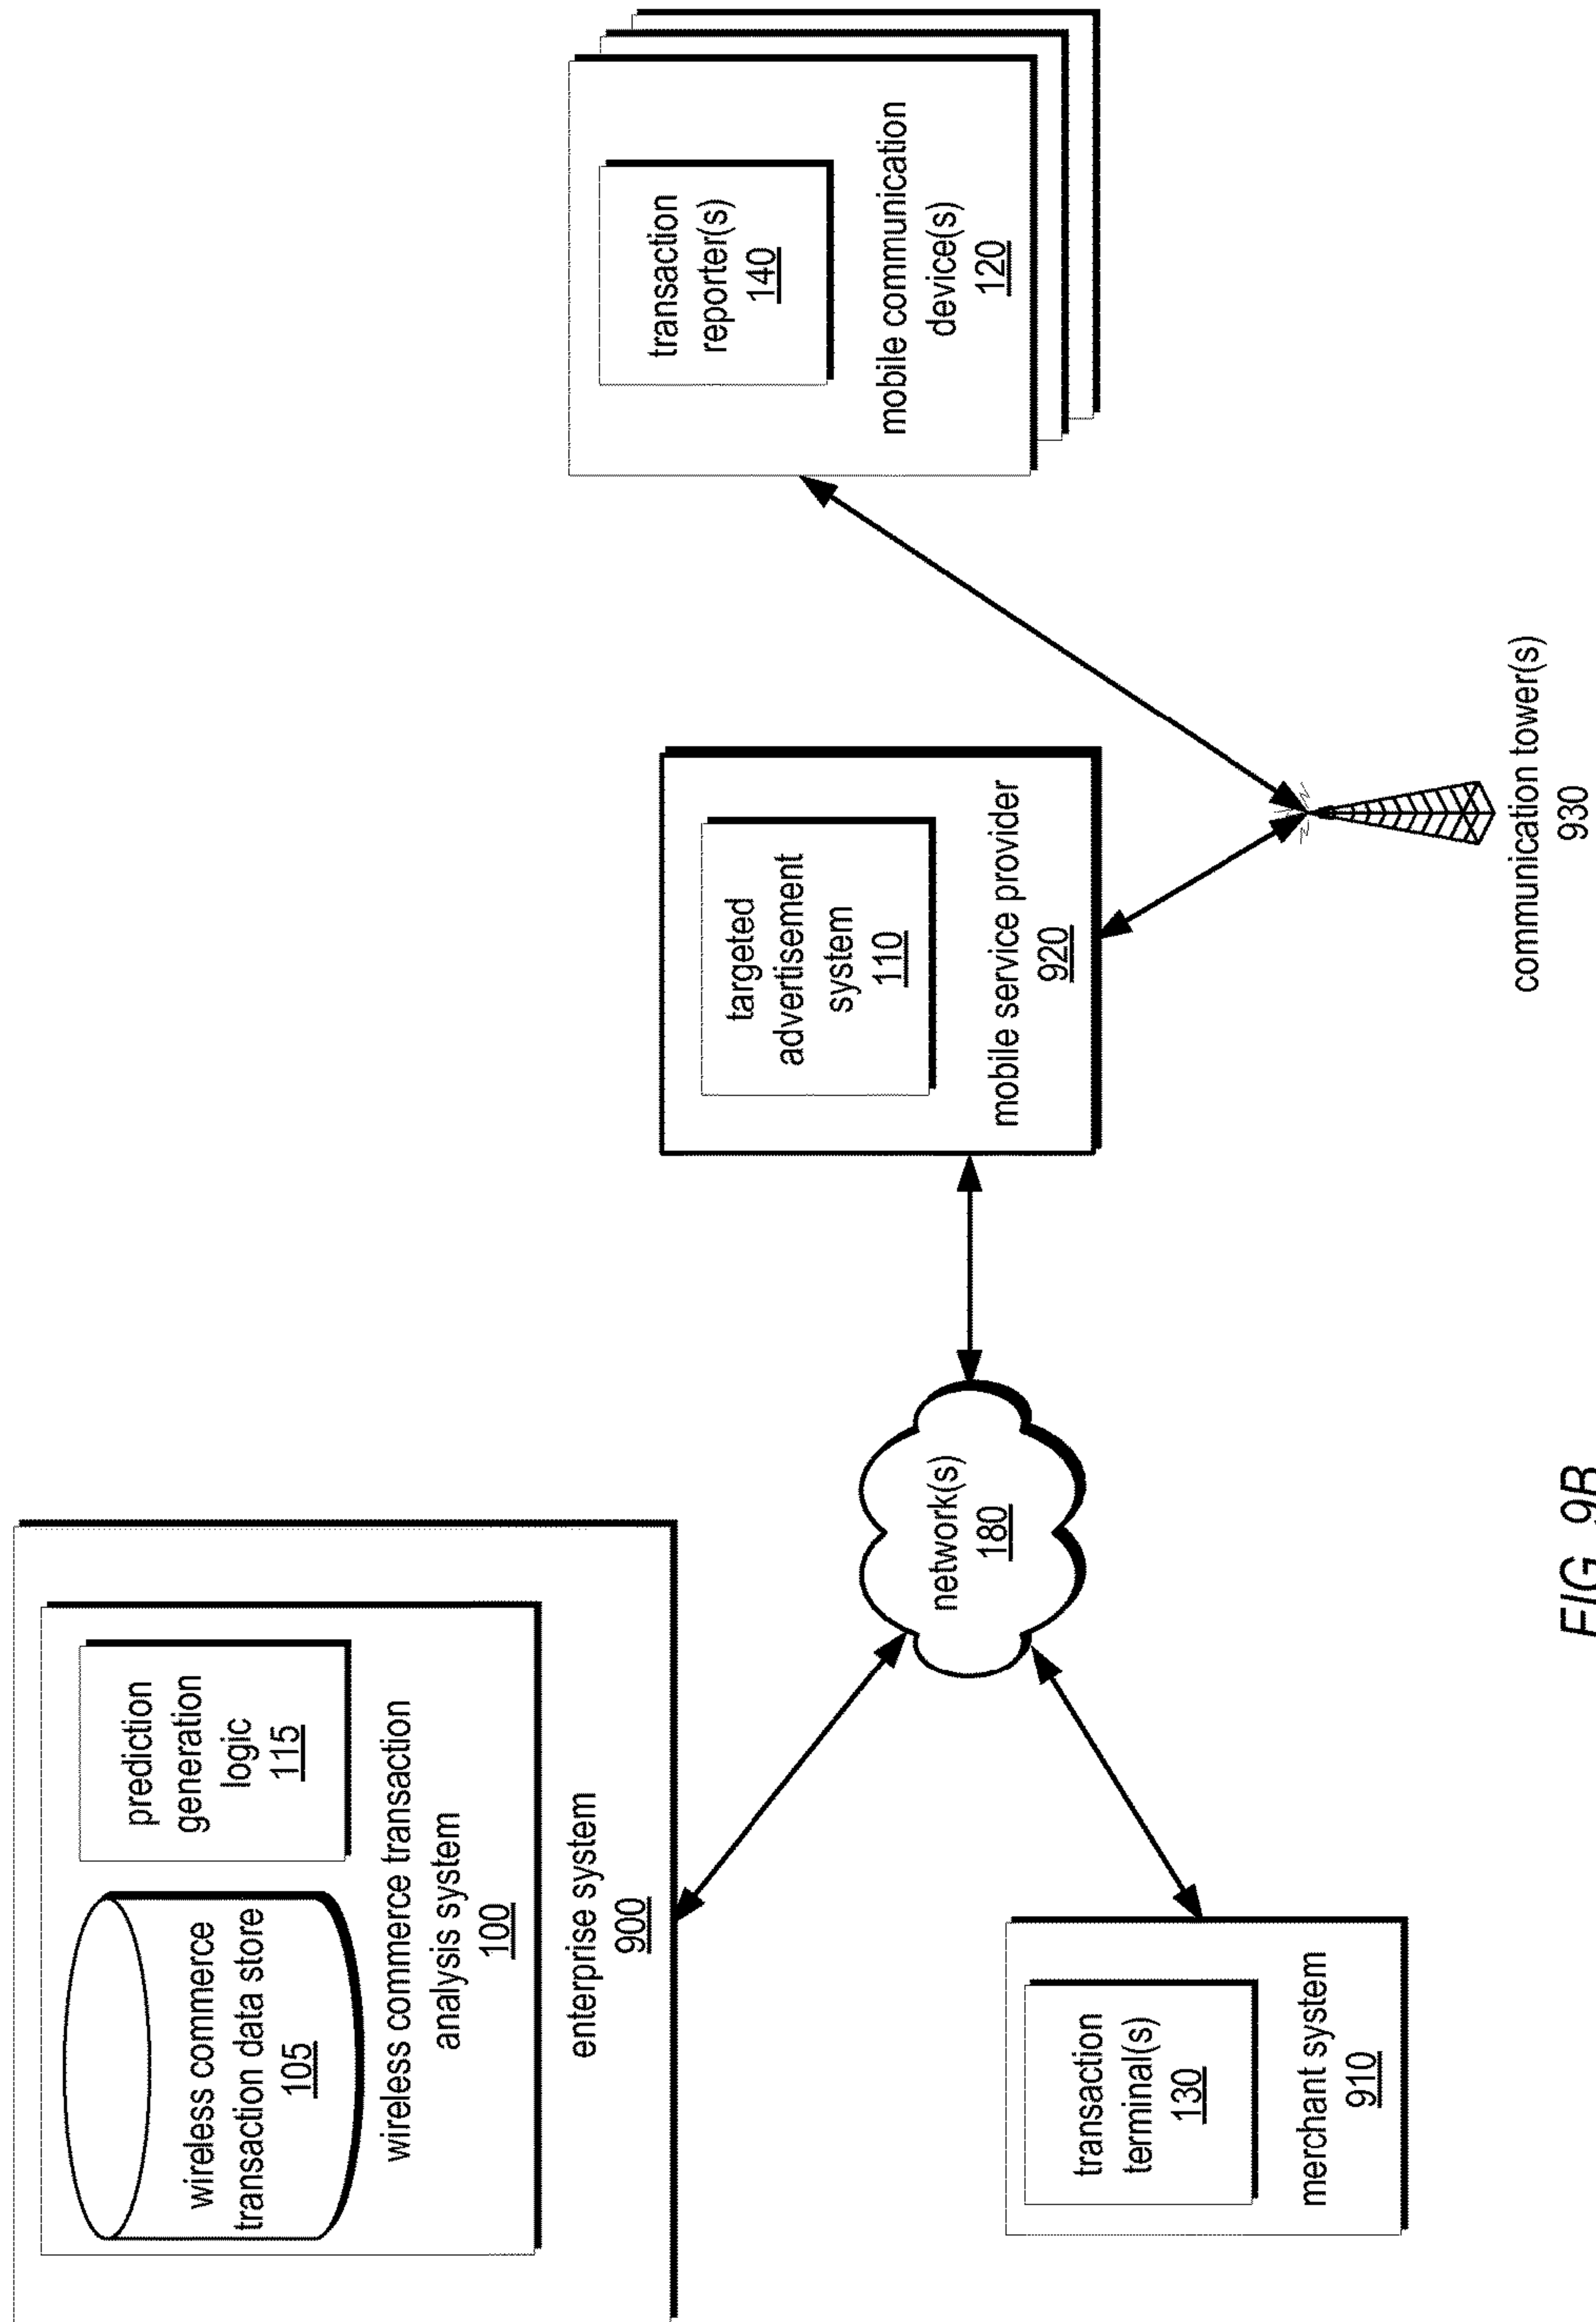 wireless commerce
transaction data store
105
prediction
generation
logic
115
wireless commerce transaction
analysis system
100
enterprise system
900
transaction
terminal(s)
130
merchant system
910
network(s)
180
targeted
advertisement
system
110
mobile service provider
920
communication tower(s)
930
transaction
reporter(s)
140
mobile communication
device(s)
120
FIG. 9B